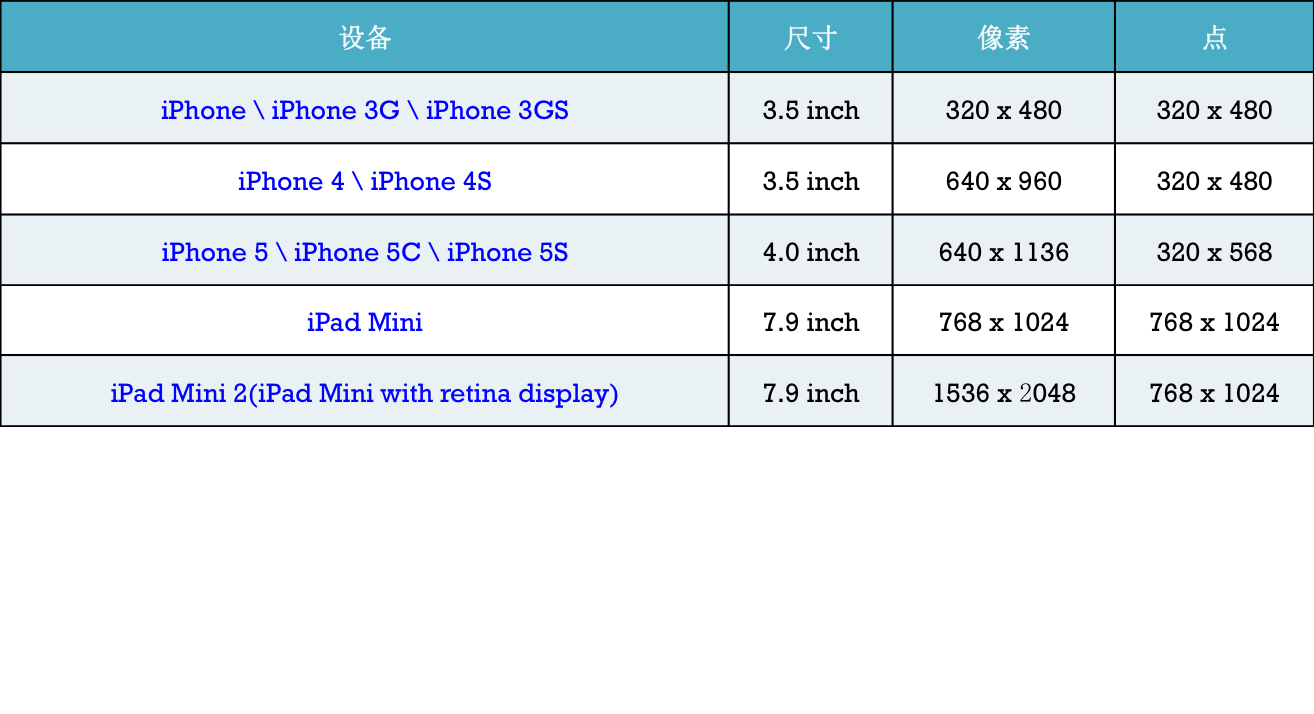 设备 尺寸 像素 点
iPhone \ iPhone 3G \ iPhone 3GS 3.5 inch 320 x 480 320 x 480
iPhone 4 \ iPhone 4S 3.5 inch 640 x 960 320 x 480
iPhone 5 \ iPhone 5C \ iPhone 5S 4.0 inch 640 x 1136 320 x 568
iPad Mini 7.9 inch 768 x 1024 768 x 1024
iPad Mini 2(iPad Mini with retina display) 7.9 inch 1536 x 2048 768 x 1024